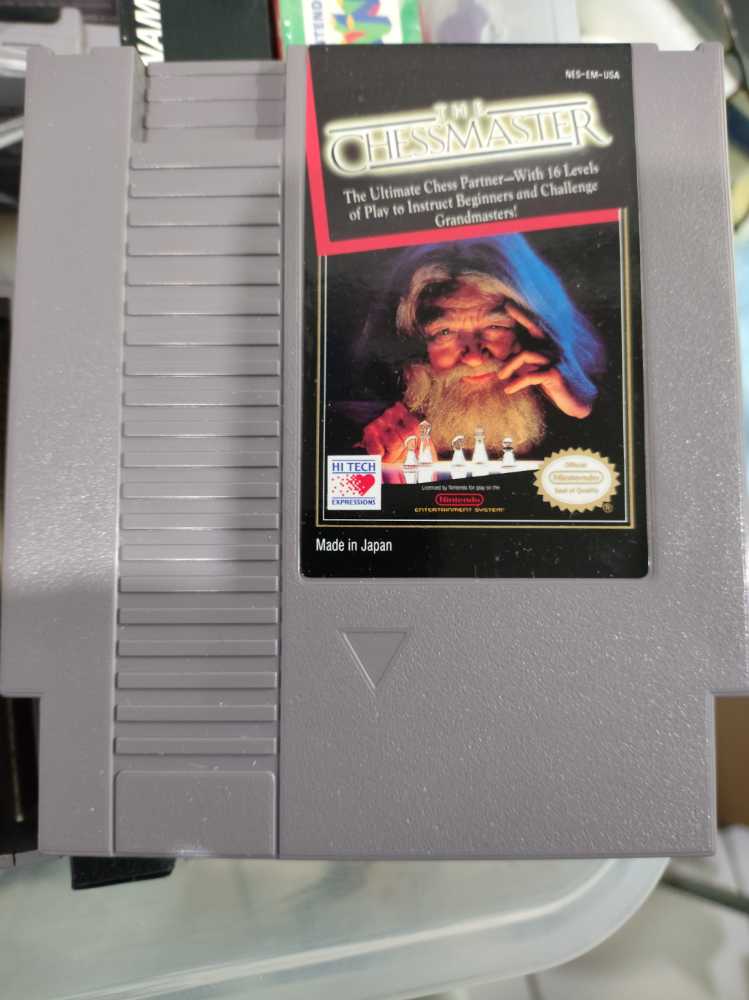 NAM
NINTEND
NES-EM-USA
THE
CHESSMASTER
The Ultimate Chess Partner—With 16 Levels
of Play to Instruct Beginners and Challenge
Grandmasters!
HI TECH
EXPRESSIONS
Licensed by Nintendo for play on the
Nintendo
ENTERTAINMENT SYSTEM®
Official
Nintendo
Seal of Quality
®
Made in Japan